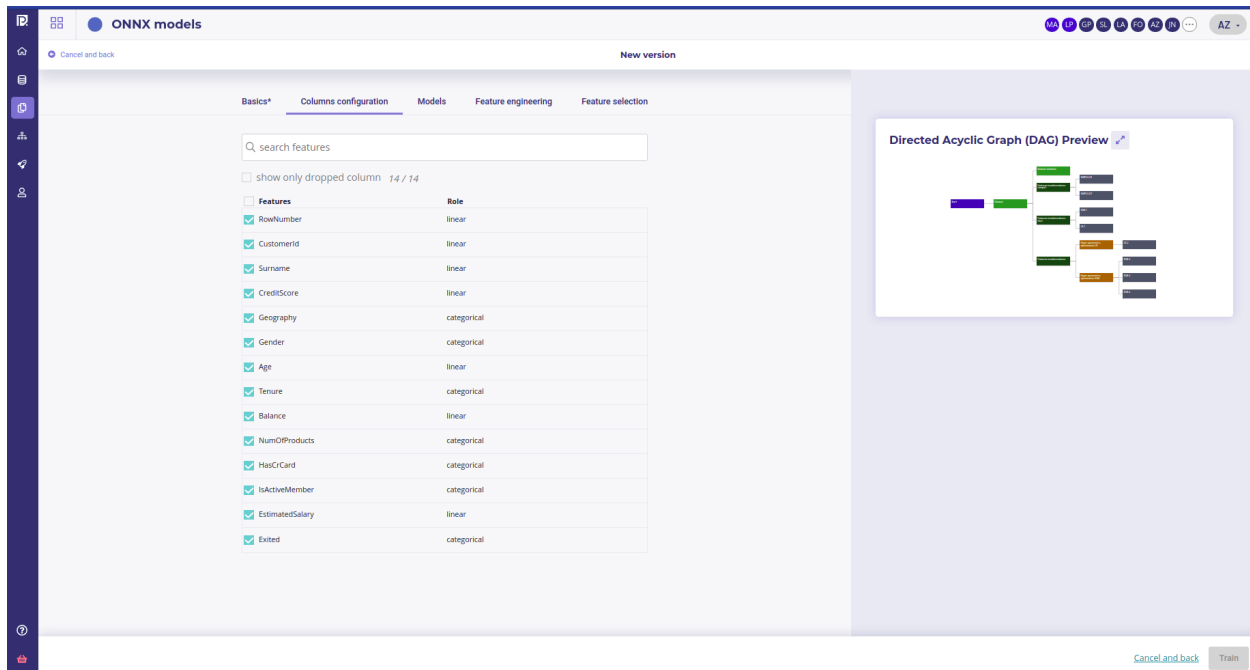 ONNX models
MA LP GP SL LA FO AZ JN ...
AZ
Cancel and back
New version
Basics*
Columns configuration
Models
Feature engineering
Feature selection
search features
show only dropped column 14 / 14
Features Role
RowNumber linear
CustomerId linear
Surname linear
CreditScore linear
Geography categorical
Gender categorical
Age linear
Tenure categorical
Balance linear
NumOfProducts categorical
HasCrCard categorical
IsActiveMember categorical
EstimatedSalary linear
Exited categorical
Directed Acyclic Graph (DAG) Preview
Cancel and back
Train